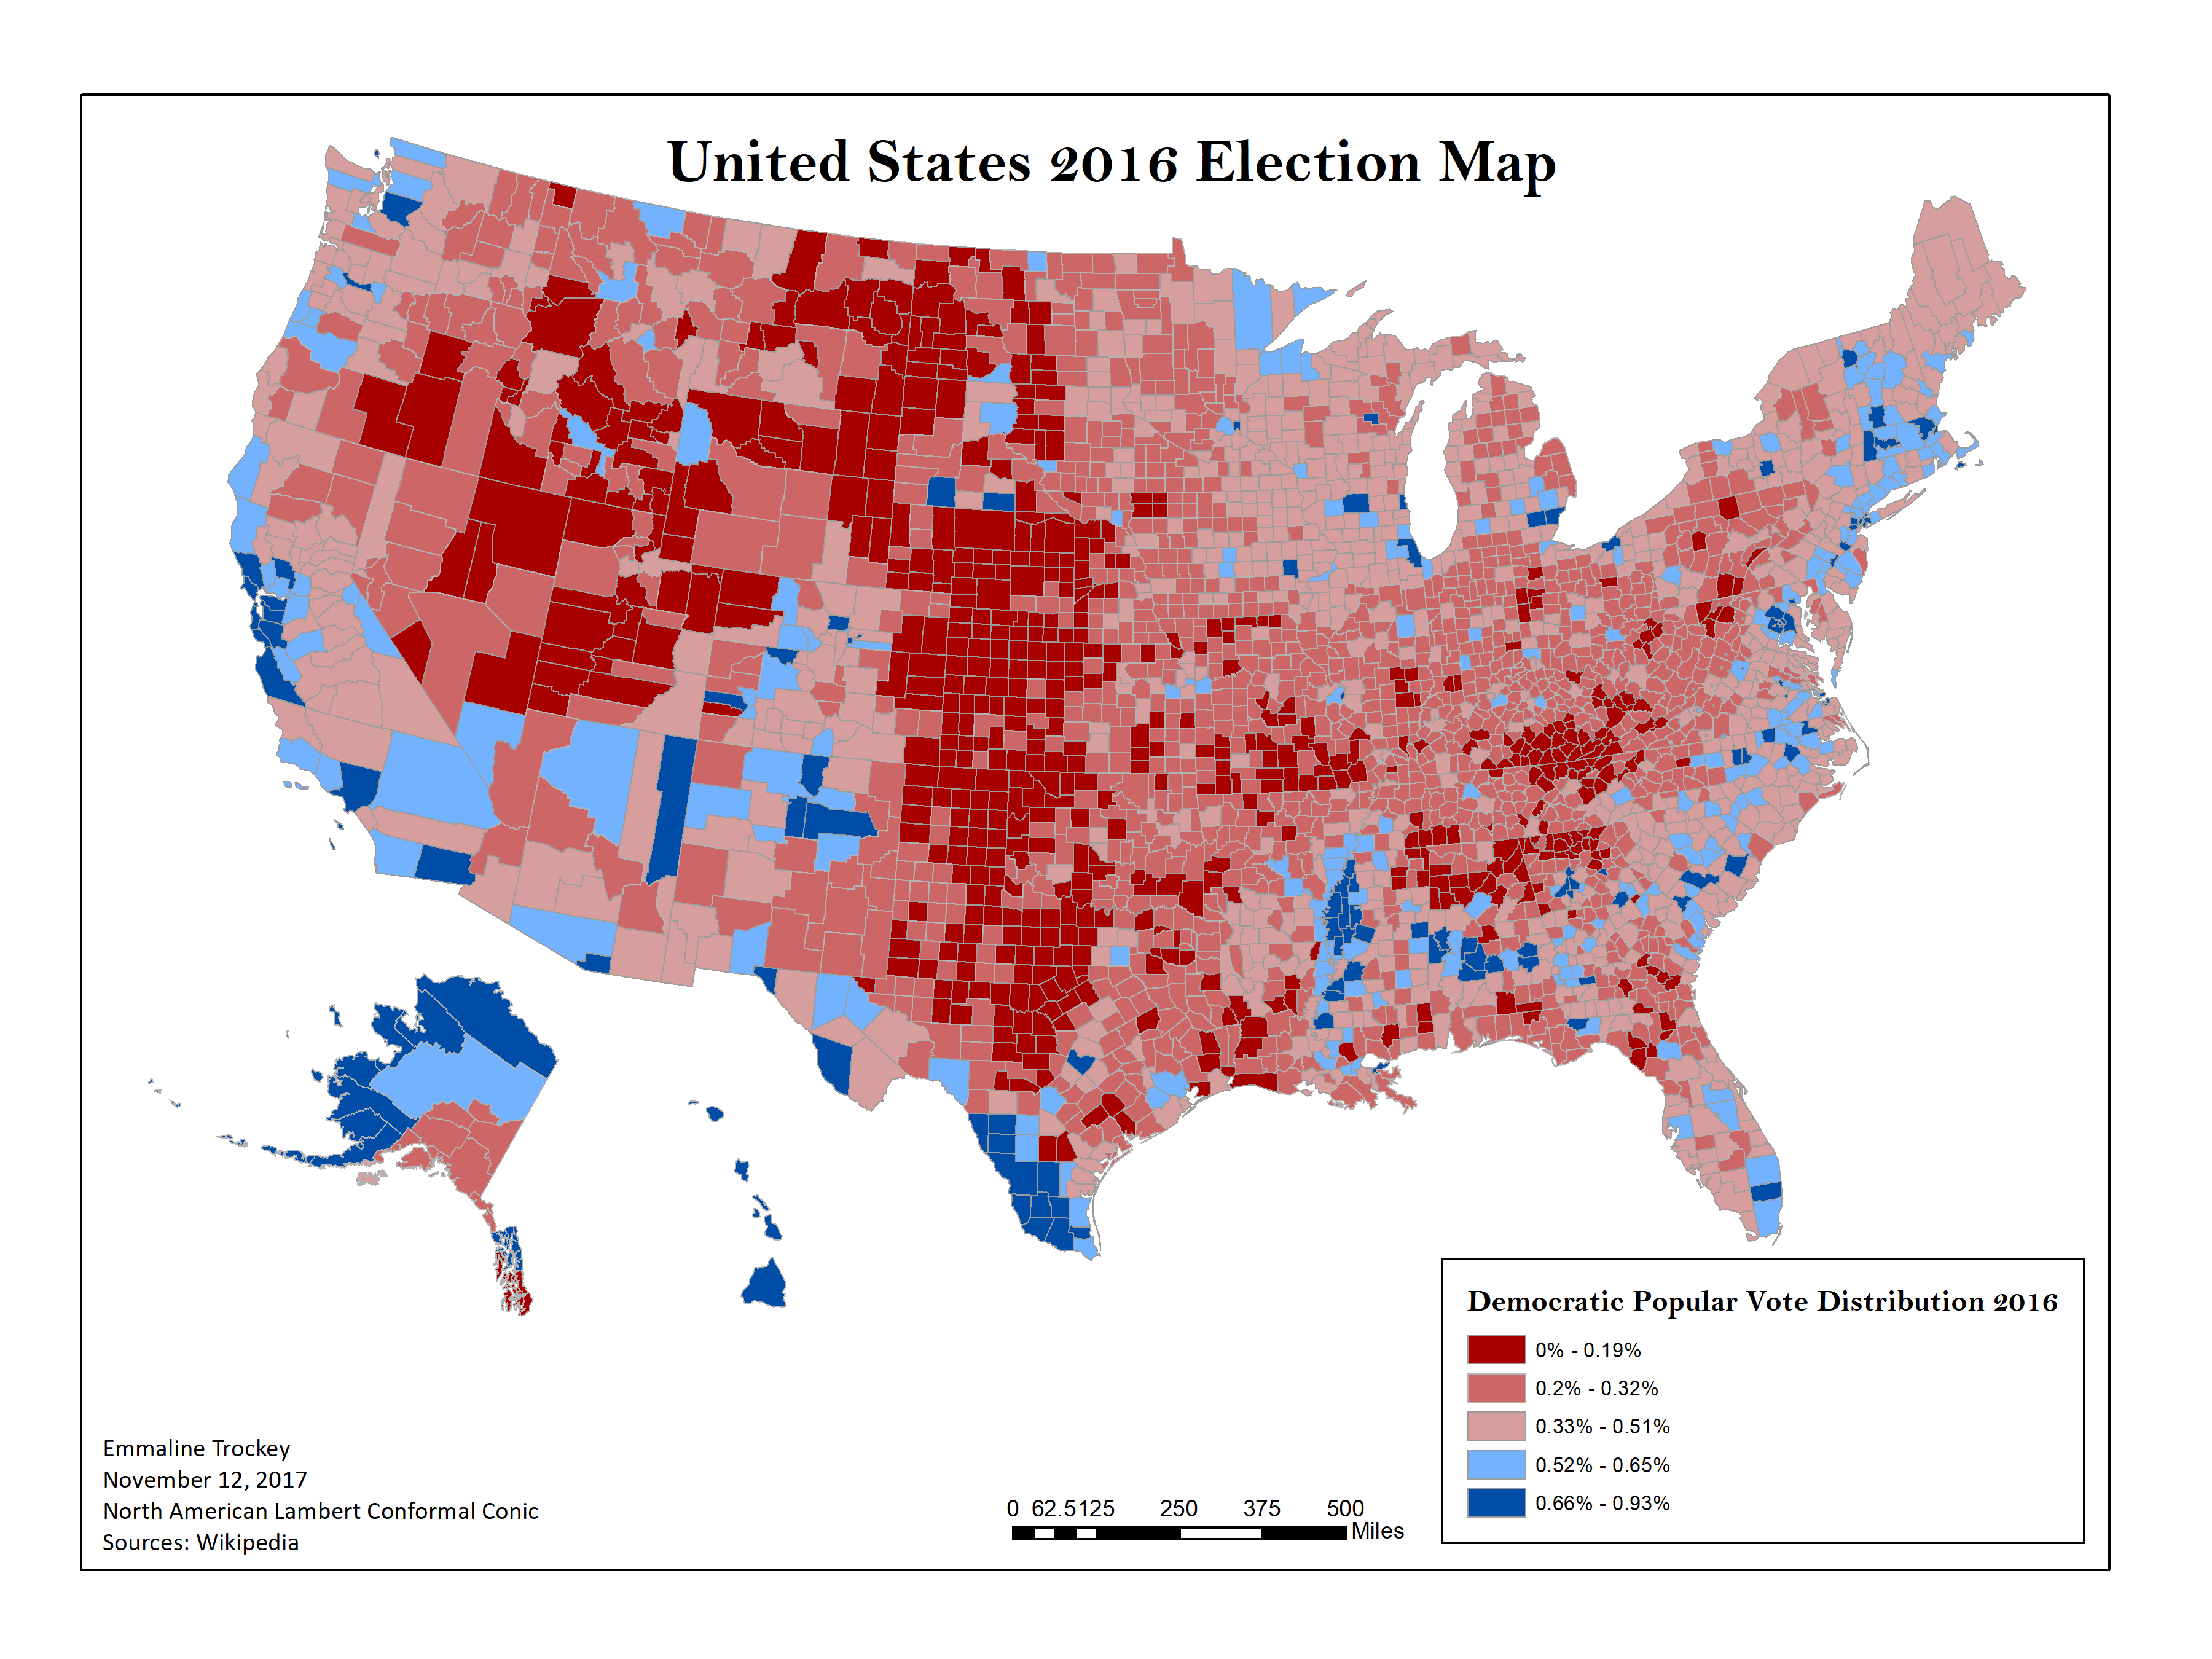 United States 2016 Election Map
Democratic Popular Vote Distribution 2016
0% - 0.19%
0.2% - 0.32%
0.33% - 0.51%
0.52% - 0.65%
0.66% - 0.93%
Emmaline Trockey
November 12, 2017
North American Lambert Conformal Conic
Sources: Wikipedia
0 62.5125 250 375 500
Miles